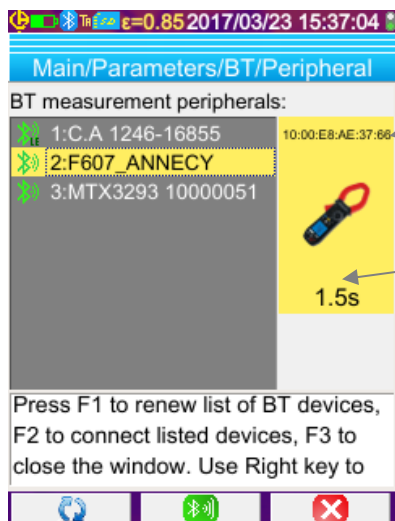 ε=0.85 2017/03/23 15:37:04
Main/Parameters/BT/Peripheral
BT measurement peripherals:
1:C.A 1246-16855
10:00:E8:AE:37:664
2:F607_ANNECY
3:MTX3293 10000051
1.5s
Press F1 to renew list of BT devices,
F2 to connect listed devices, F3 to
close the window. Use Right key to